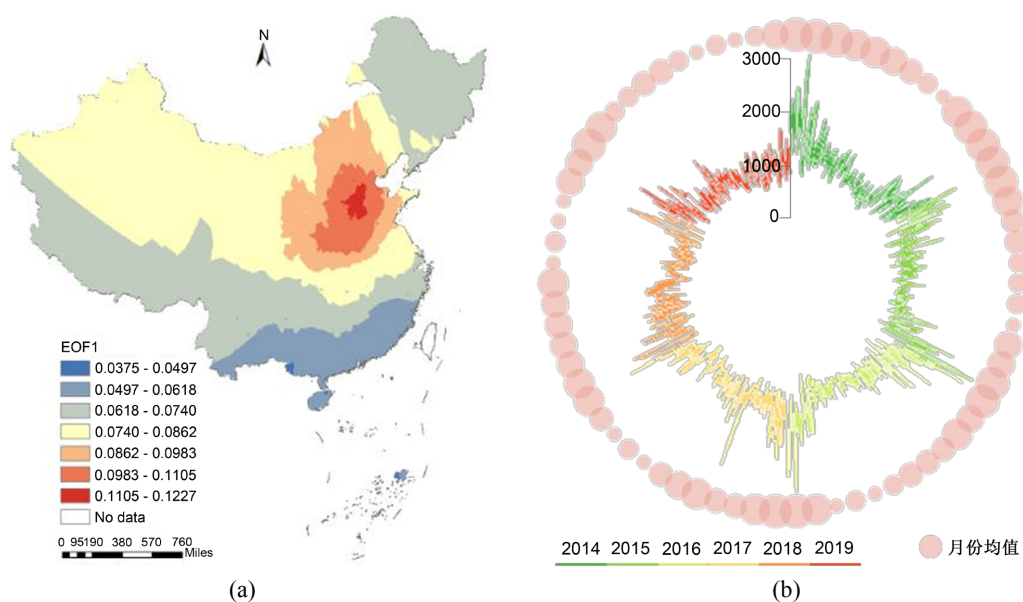 N
EOF1
0.0375 - 0.0497
0.0497 - 0.0618
0.0618 - 0.0740
0.0740 - 0.0862
0.0862 - 0.0983
0.0983 - 0.1105
0.1105 - 0.1227
No data
0 95190 380 570 760
Miles
(a)
3000
2000
1000
0
2014 2015 2016 2017 2018 2019
月份均值
(b)